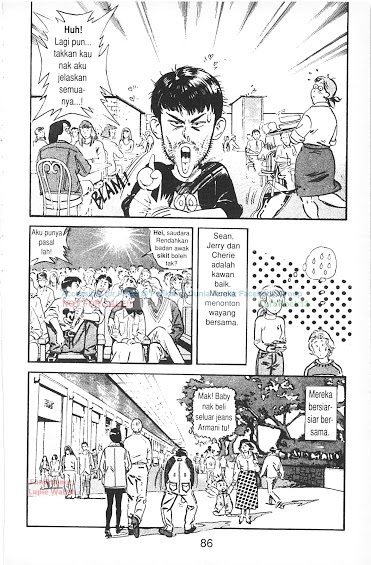 Huh!
Lagi pun...
takkan kau
nak aku
jelaskan
semua-
nya...!
BLAM!
Aku punya
pasal lah!
Hei, saudara.
Rendahkan
badan awak
sikit boleh
tak?
Sean,
Jerry dan
Cherie
adalah
kawan
baik.
Mereka
menonton
wayang
bersama.
Mak! Baby
nak beli
seluar jeans
Armani tu!
Mereka
bersiar-
siar ber-
sama.
86